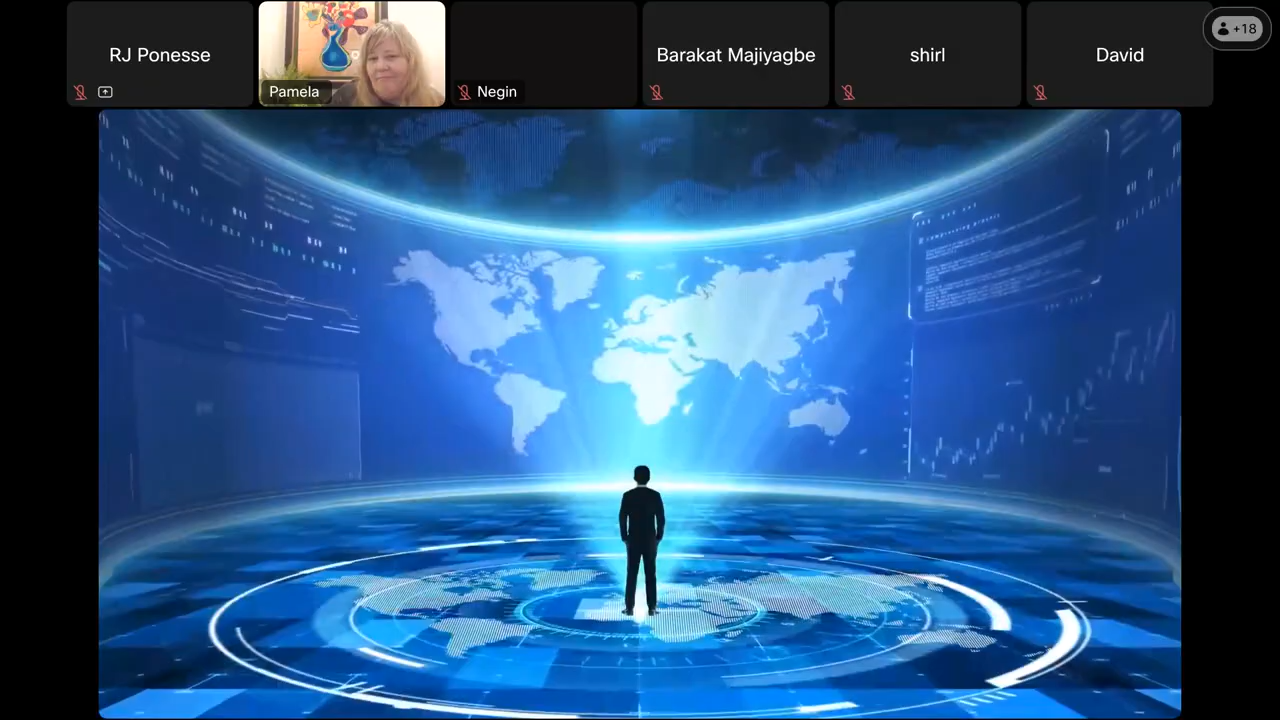 RJ Ponesse
Pamela
Negin
Barakat Majiyagbe
shirl
David
+18